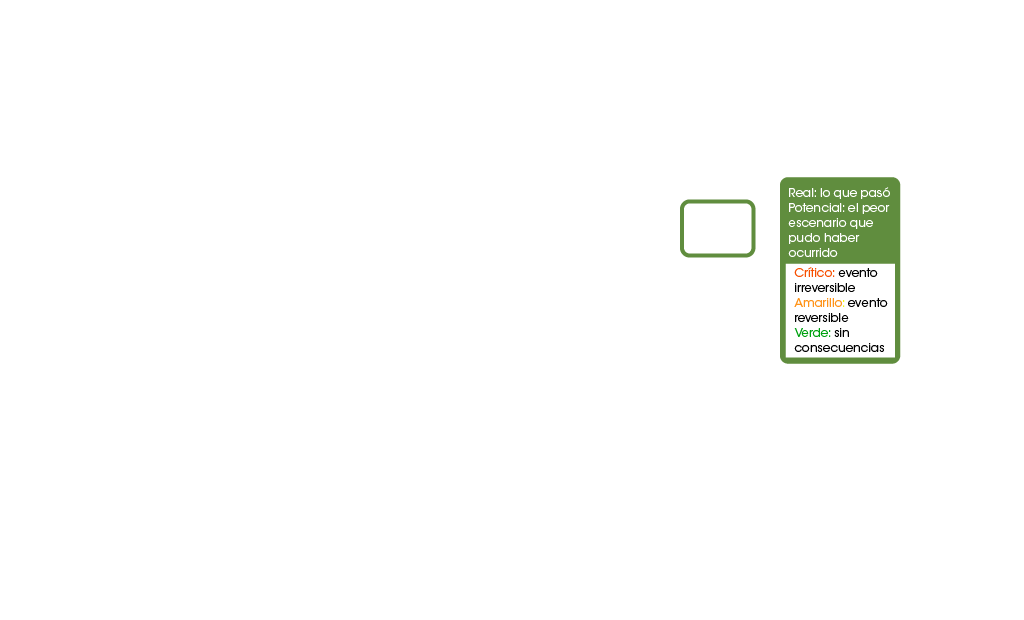 Real: lo que pasó
Potencial: el peor
escenario que
pudo haber
ocurrido
Crítico: evento
irreversible
Amarillo: evento
reversible
Verde: sin
consecuencias